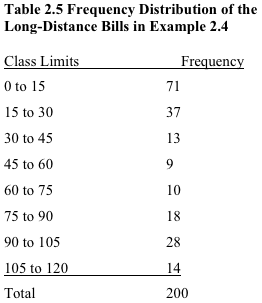 Table 2.5 Frequency Distribution of the
Long-Distance Bills in Example 2.4
Class Limits Frequency
0 to 15 71
15 to 30 37
30 to 45 13
45 to 60 9
60 to 75 10
75 to 90 18
90 to 105 28
105 to 120 14
Total 200